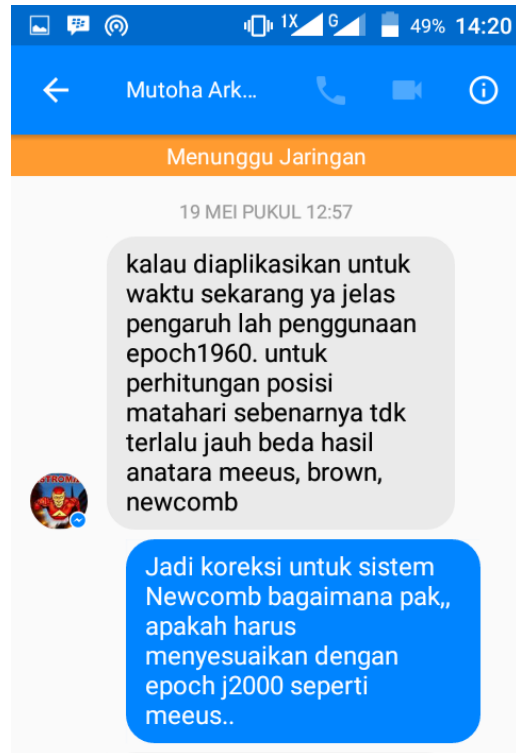 1X G 49% 14:20
Mutoha Ark...
Menunggu Jaringan
19 MEI PUKUL 12:57
kalau diaplikasikan untuk
waktu sekarang ya jelas
pengaruh lah penggunaan
epoch1960. untuk
perhitungan posisi
matahari sebenarnya tdk
terlalu jauh beda hasil
anatara meeus, brown,
newcomb
Jadi koreksi untuk sistem
Newcomb bagaimana pak,,
apakah harus
menyesuaikan dengan
epoch j2000 seperti
meeus..